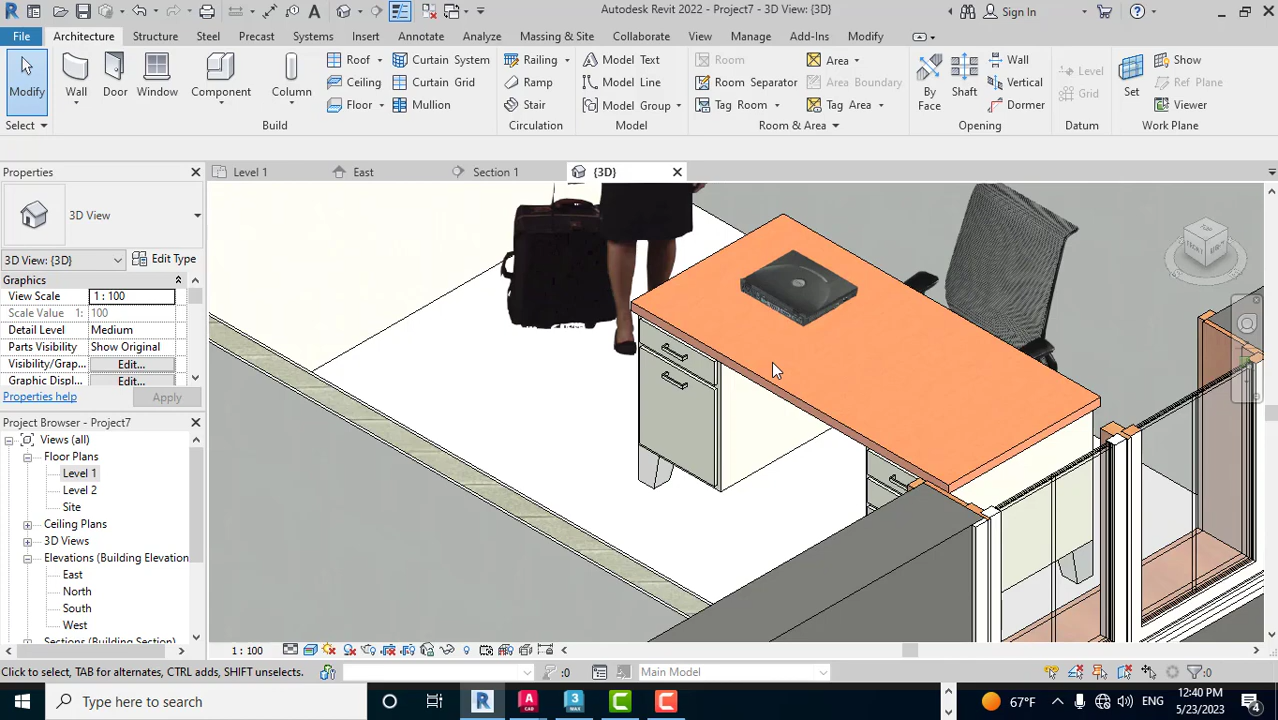 Autodesk Revit 2022 - Project7 - 3D View: {3D}
Sign In
File
Architecture
Structure
Steel
Precast
Systems
Insert
Annotate
Analyze
Massing & Site
Collaborate
View
Manage
Add-Ins
Modify
Modify
Wall
Door
Window
Component
Column
Roof
Ceiling
Floor
Curtain System
Curtain Grid
Mullion
Railing
Ramp
Stair
Model Text
Model Line
Model Group
Room
Room Separator
Tag Room
Area
Area Boundary
Tag Area
By Face
Shaft
Wall
Vertical
Dormer
Level
Grid
Set
Show
Ref Plane
Viewer
Select
Build
Circulation
Model
Room & Area
Opening
Datum
Work Plane
Properties
Level 1
East
Section 1
{3D}
3D View
3D View: {3D}
Edit Type
Graphics
View Scale
1 : 100
Scale Value 1:
100
Detail Level
Medium
Parts Visibility
Show Original
Visibility/Grap...
Edit...
Graphic Displ...
Edit...
Properties help
Apply
Project Browser - Project7
Views (all)
Floor Plans
Level 1
Level 2
Site
Ceiling Plans
3D Views
Elevations (Building Elevation
East
North
South
West
Sections (Building Section)
TOP
FRONT
1 : 100
Click to select, TAB for alternates, CTRL adds, SHIFT unselects.
:0
Main Model
:0
Type here to search
67°F
ENG
12:40 PM
5/23/2023
4